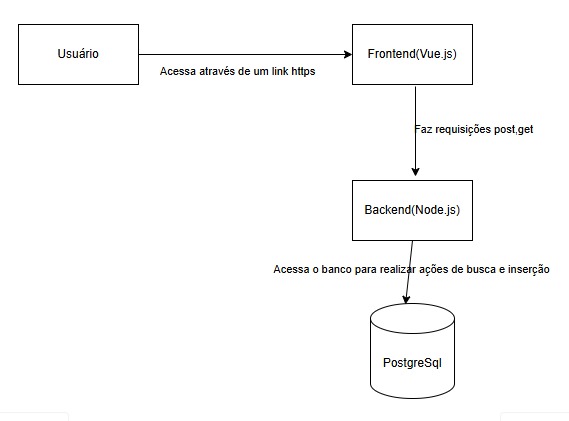 Usuário
Frontend(Vue.js)
Acessa através de um link https
Faz requisições post,get
Backend(Node.js)
Acessa o banco para realizar ações de busca e inserção
PostgreSql